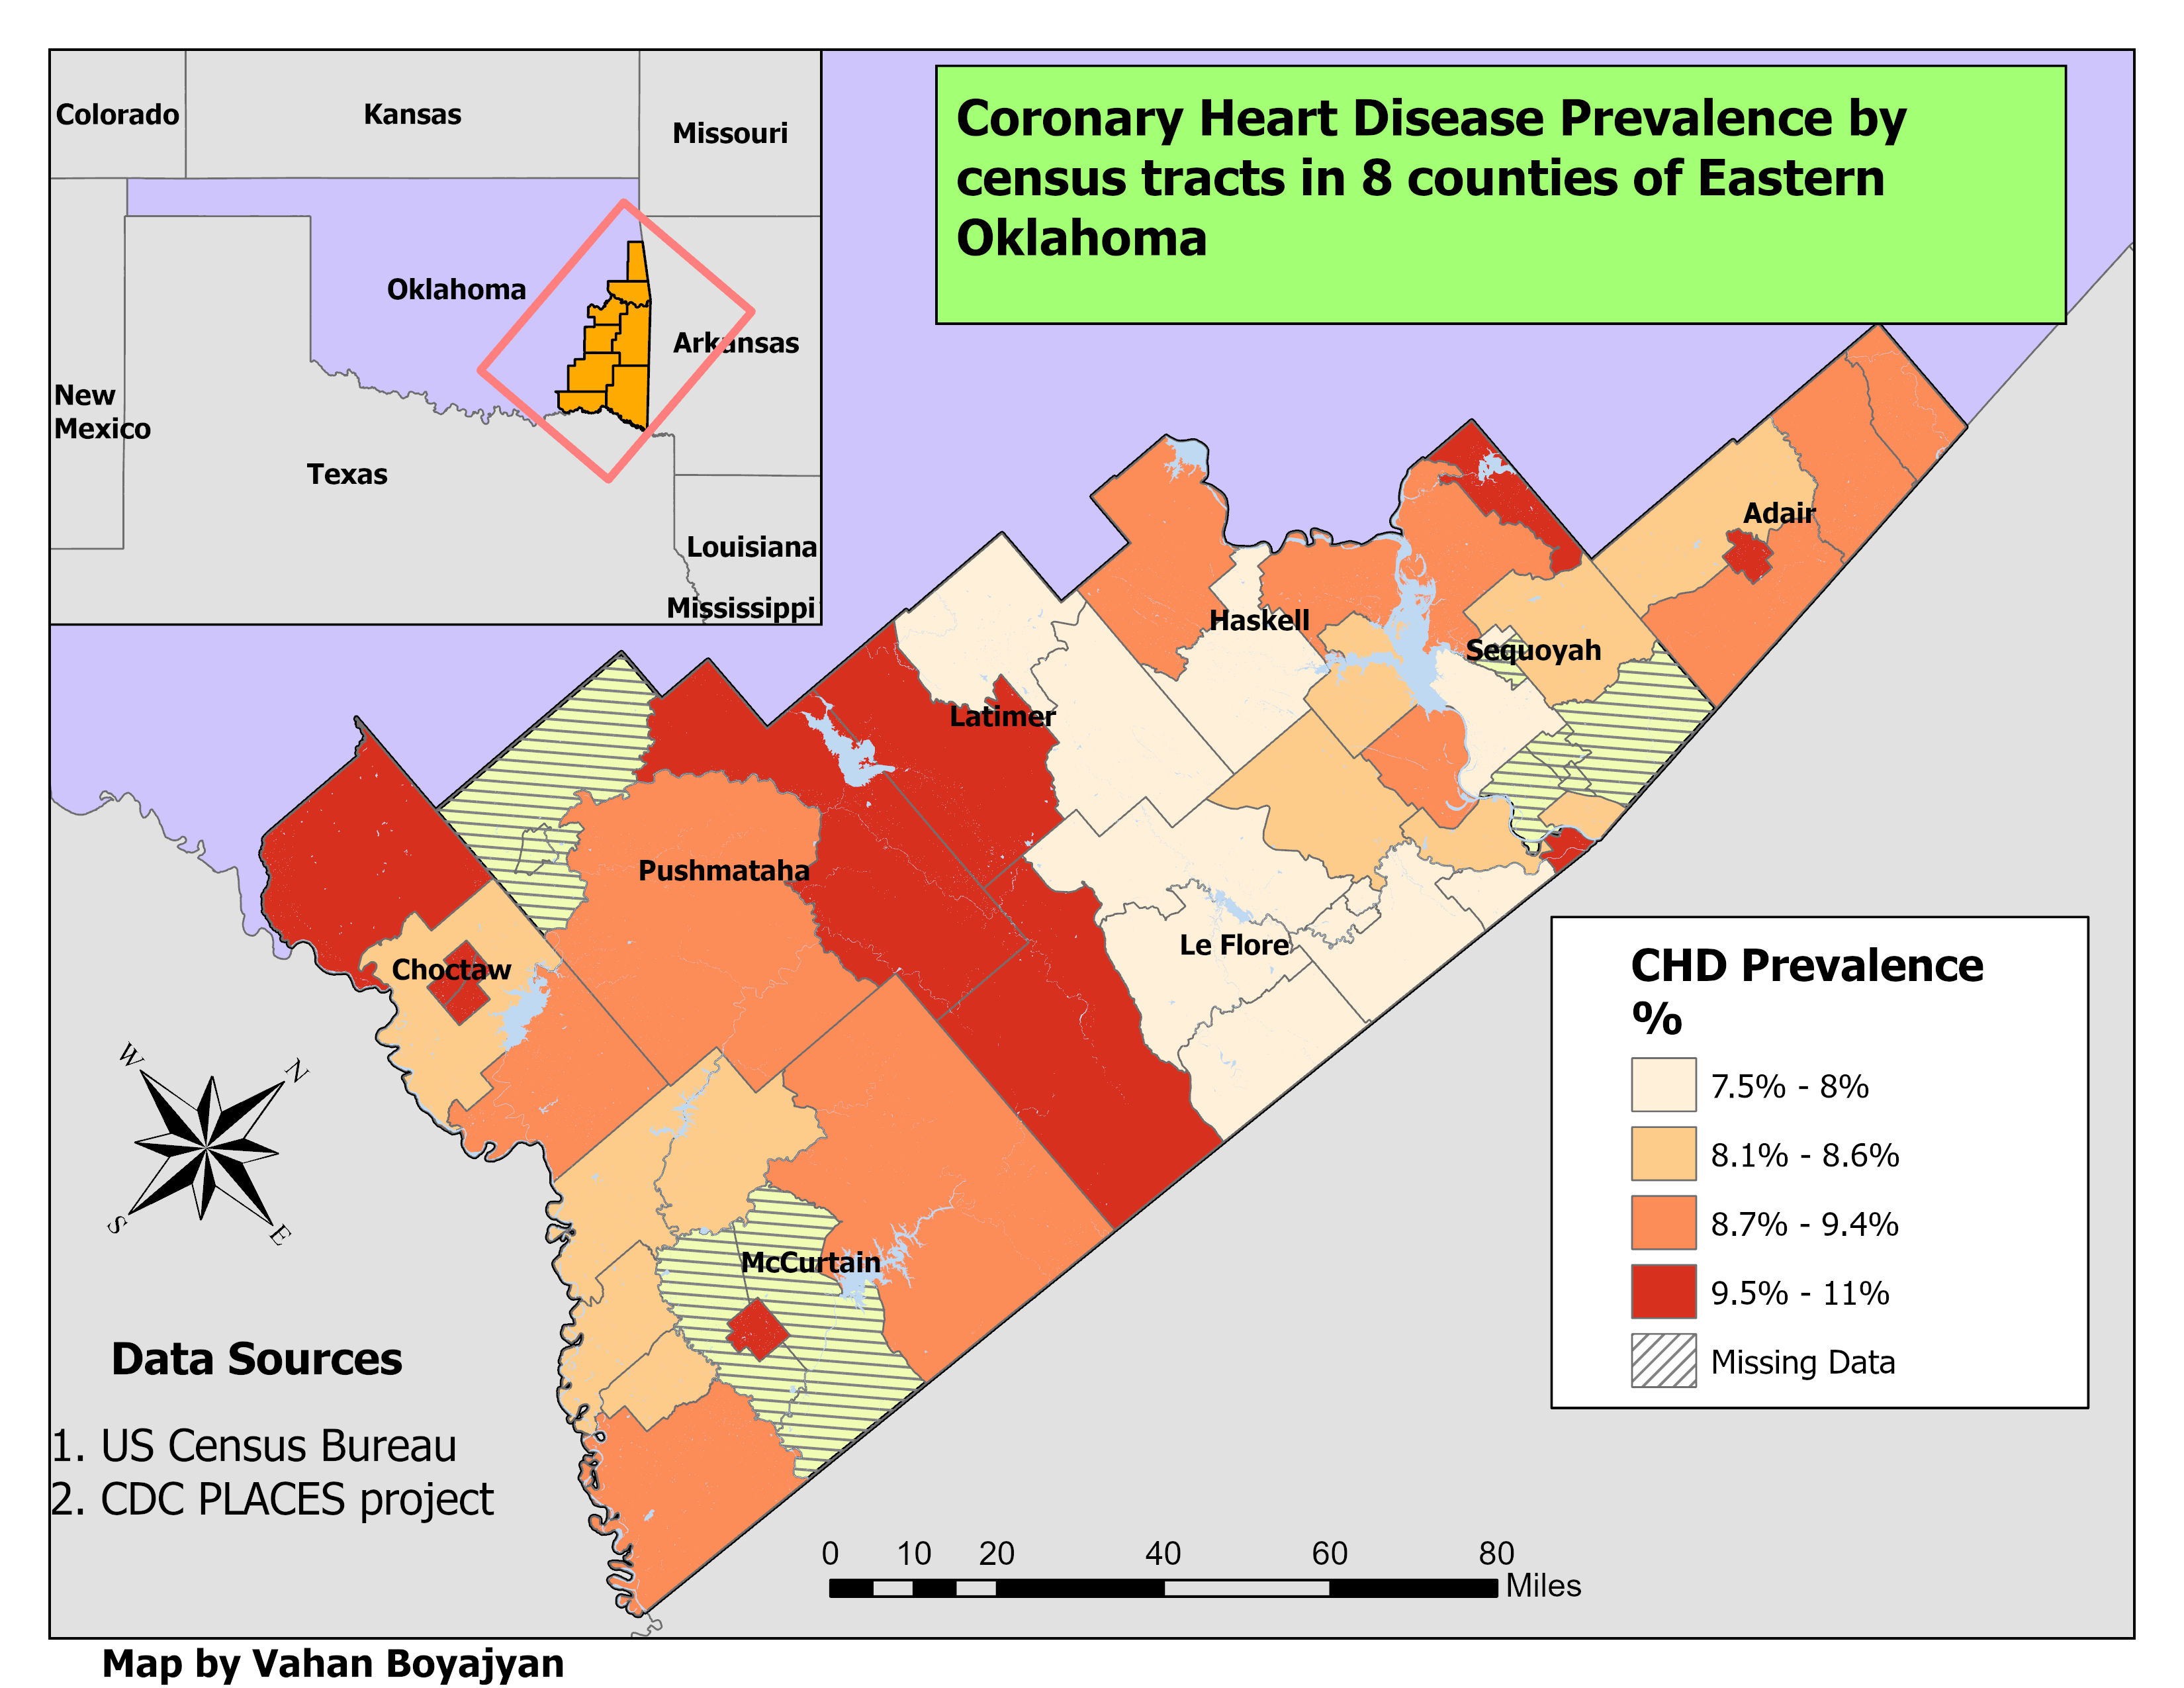 Coronary Heart Disease Prevalence by
census tracts in 8 counties of Eastern
Oklahoma
Colorado
Kansas
Missouri
Oklahoma
Arkansas
New
Mexico
Texas
Louisiana
Mississippi
Adair
Haskell
Sequoyah
Latimer
Pushmataha
Le Flore
Choctaw
McCurtain
W
N
S
E
CHD Prevalence
%
7.5% - 8%
8.1% - 8.6%
8.7% - 9.4%
9.5% - 11%
Missing Data
Data Sources
1. US Census Bureau
2. CDC PLACES project
0 10 20 40 60 80
Miles
Map by Vahan Boyajyan